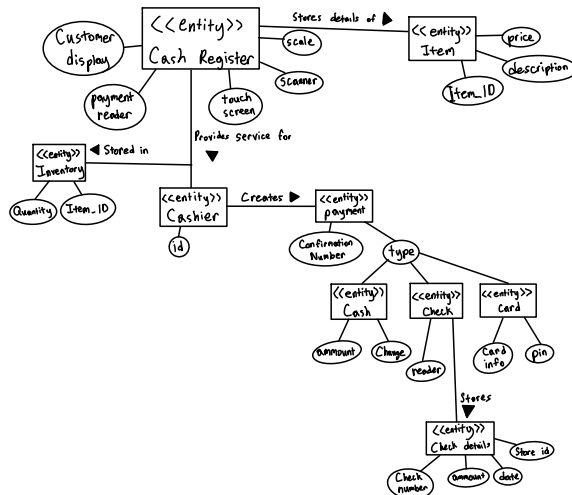 <<entity>>
Cash Register
Customer
display
payment
reader
touch
screen
scale
scanner
Stores details of
<<entity>>
Item
price
description
Item_ID
Provides service for
Stored in
<<entity>>
Inventory
Quantity
Item_ID
<<entity>>
Cashier
id
Creates
<<entity>>
payment
Confirmation
Number
type
<<entity>>
Cash
ammount
Change
<<entity>>
Check
reader
<<entity>>
Card
Card
info
pin
Stores
<<entity>>
Check details
Check
number
ammount
date
Store id